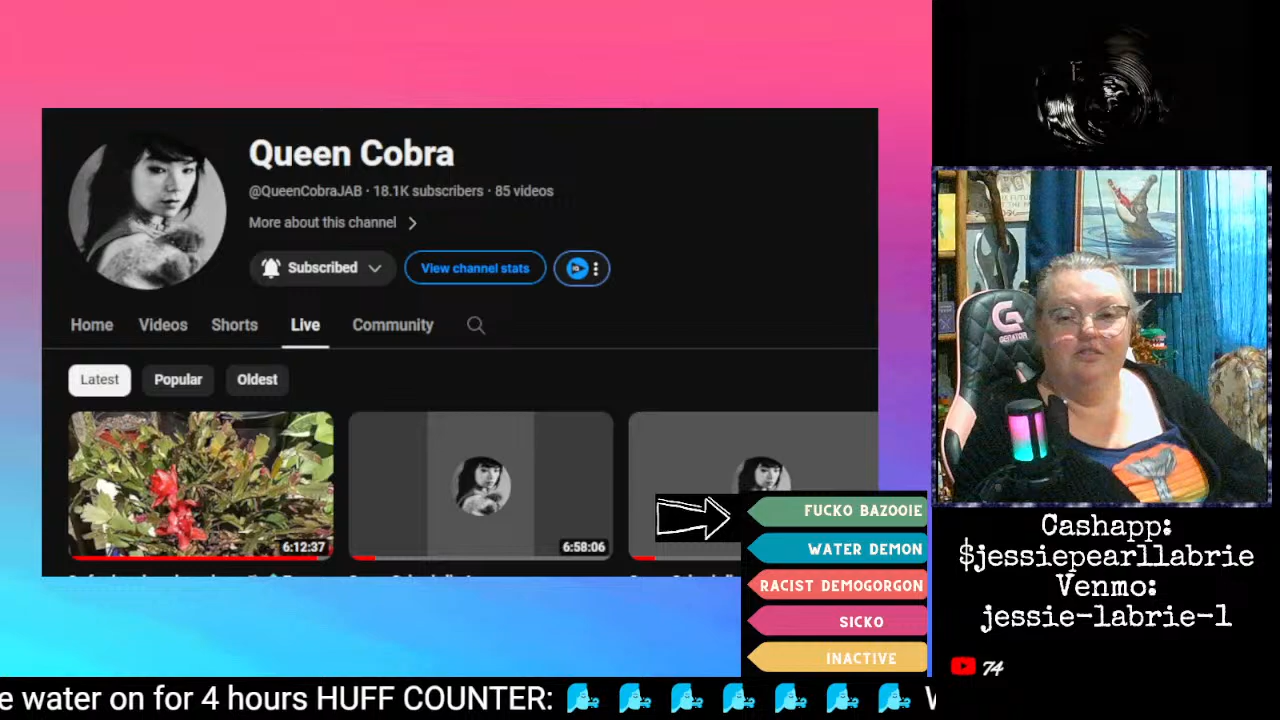 Queen Cobra
@QueenCobraJAB · 18.1K subscribers · 85 videos
More about this channel
Subscribed
View channel stats
Home Videos Shorts Live Community
Latest Popular Oldest
6:12:37
6:58:06
FUCKO BAZOOIE
WATER DEMON
RACIST DEMOGORGON
SICKO
INACTIVE
Cashapp:
$jessiepearllabrie
Venmo:
jessie-labrie-1
74
e water on for 4 hours HUFF COUNTER: